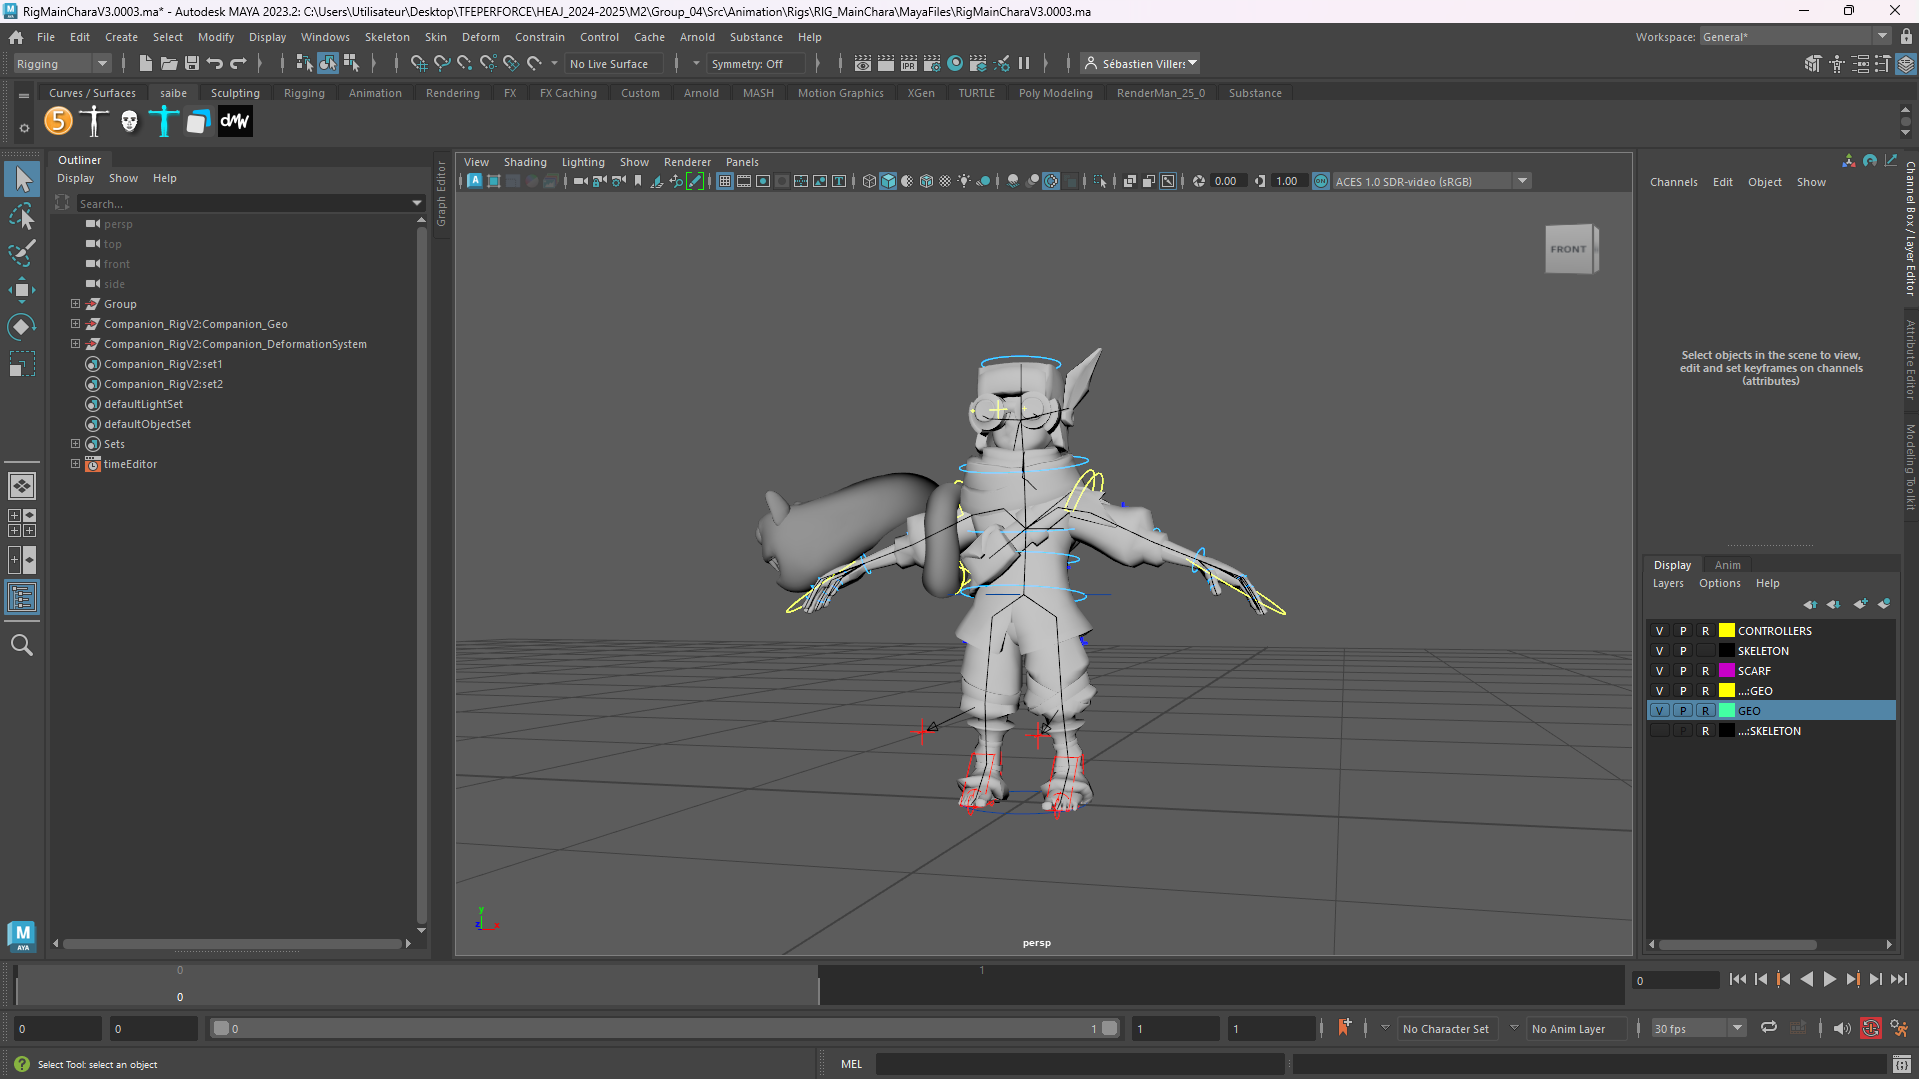 RigMainCharaV3.0003.ma* - Autodesk MAYA 2023.2: C:\Users\Utilisateur\Desktop\TFEPERFORCE\HEAJ_2024-2025\M2\Group_04\Src\Animation\Rigs\RIG_MainChara\MayaFiles\RigMainCharaV3.0003.ma
File Edit Create Select Modify Display Windows Skeleton Skin Deform Constrain Control Cache Arnold Substance Help
Workspace: General*
Rigging
No Live Surface
Symmetry: Off
IPR
Sébastien Villers
Curves / Surfaces saibe Sculpting Rigging Animation Rendering FX FX Caching Custom Arnold MASH Motion Graphics XGen TURTLE Poly Modeling RenderMan_25_0 Substance
5
dmw
Outliner
Display Show Help
Search...
persp
top
front
side
Group
Companion_RigV2:Companion_Geo
Companion_RigV2:Companion_DeformationSystem
Companion_RigV2:set1
Companion_RigV2:set2
defaultLightSet
defaultObjectSet
Sets
timeEditor
Graph Editor
View Shading Lighting Show Renderer Panels
0.00
1.00
ON
ACES 1.0 SDR-video (sRGB)
FRONT
y
z
x
persp
Channels Edit Object Show
Select objects in the scene to view,
edit and set keyframes on channels
(attributes)
Channel Box / Layer Editor
Attribute Editor
Modeling Toolkit
Display Anim
Layers Options Help
V P R CONTROLLERS
V P SKELETON
V P R SCARF
V P R ...:GEO
V P R GEO
P R ...:SKELETON
M
AYA
0
0
1
0
0
0
0
1
1
1
No Character Set
No Anim Layer
30 fps
Select Tool: select an object
MEL